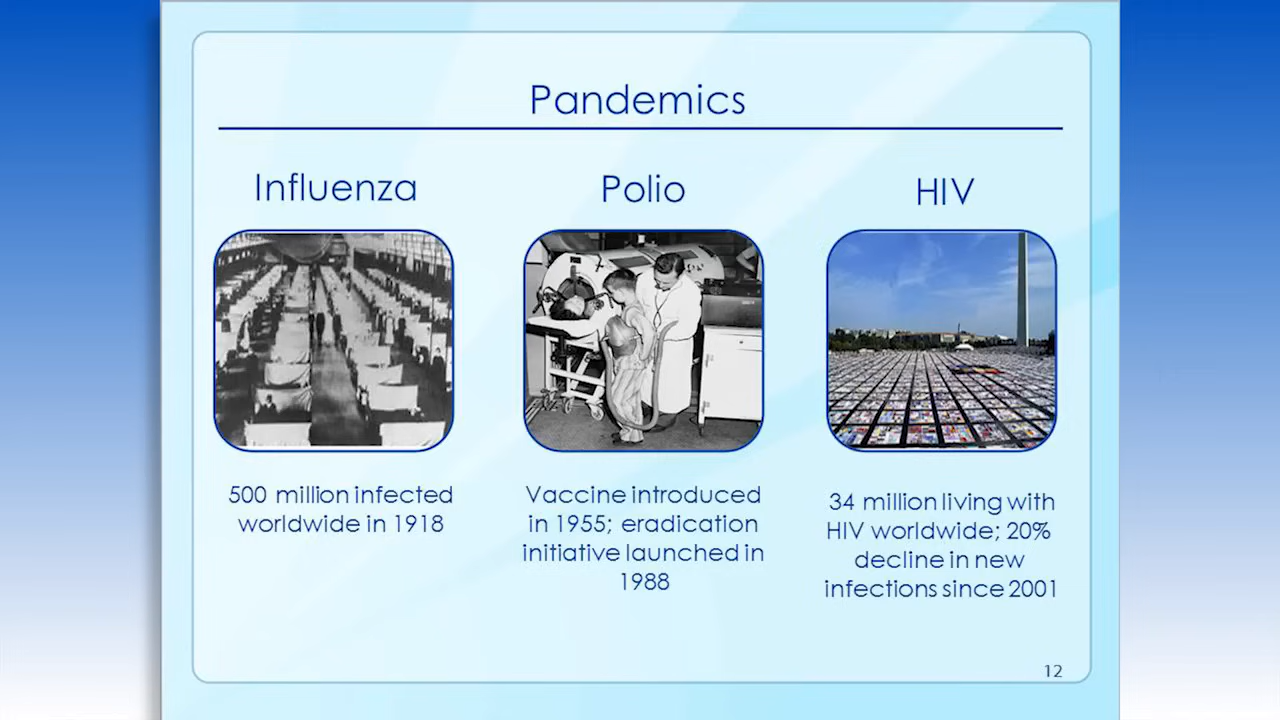 Pandemics
Influenza
Polio
HIV
500 million infected
worldwide in 1918
Vaccine introduced
in 1955; eradication
initiative launched in
1988
34 million living with
HIV worldwide; 20%
decline in new
infections since 2001
12